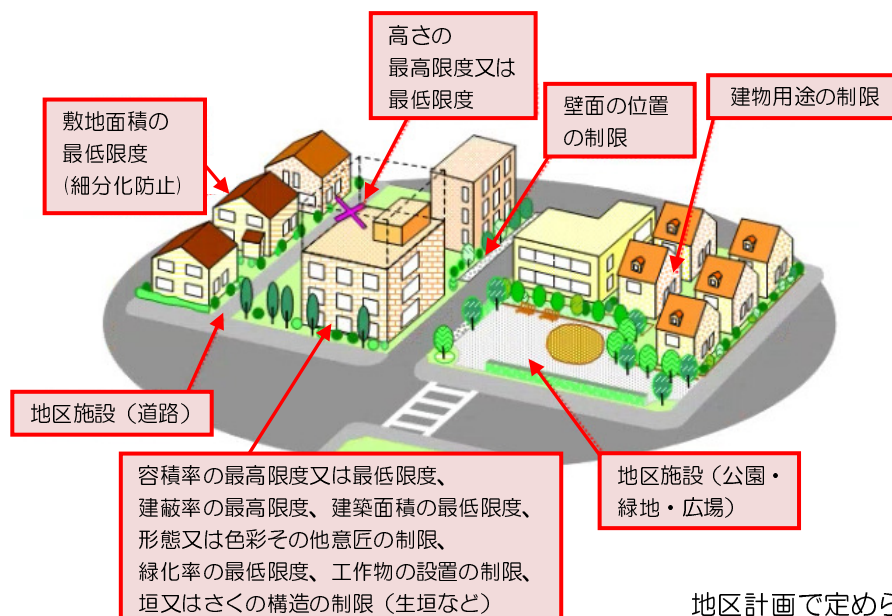 高さの
最高限度又は
最低限度
敷地面積の
最低限度
(細分化防止)
壁面の位置
の制限
建物用途の制限
地区施設（道路）
容積率の最高限度又は最低限度、
建蔽率の最高限度、建築面積の最低限度、
形態又は色彩その他意匠の制限、
緑化率の最低限度、工作物の設置の制限、
垣又はさくの構造の制限（生垣など）
地区施設（公園・
緑地・広場）
地区計画で定めら